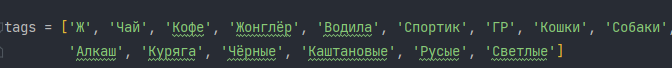 tags = ['Ж', 'Чай', 'Кофе', 'Жонглёр', 'Водила', 'Спортик', 'ГР', 'Кошки', 'Собаки',
'Алкаш', 'Куряга', 'Чёрные', 'Каштановые', 'Русые', 'Светлые']